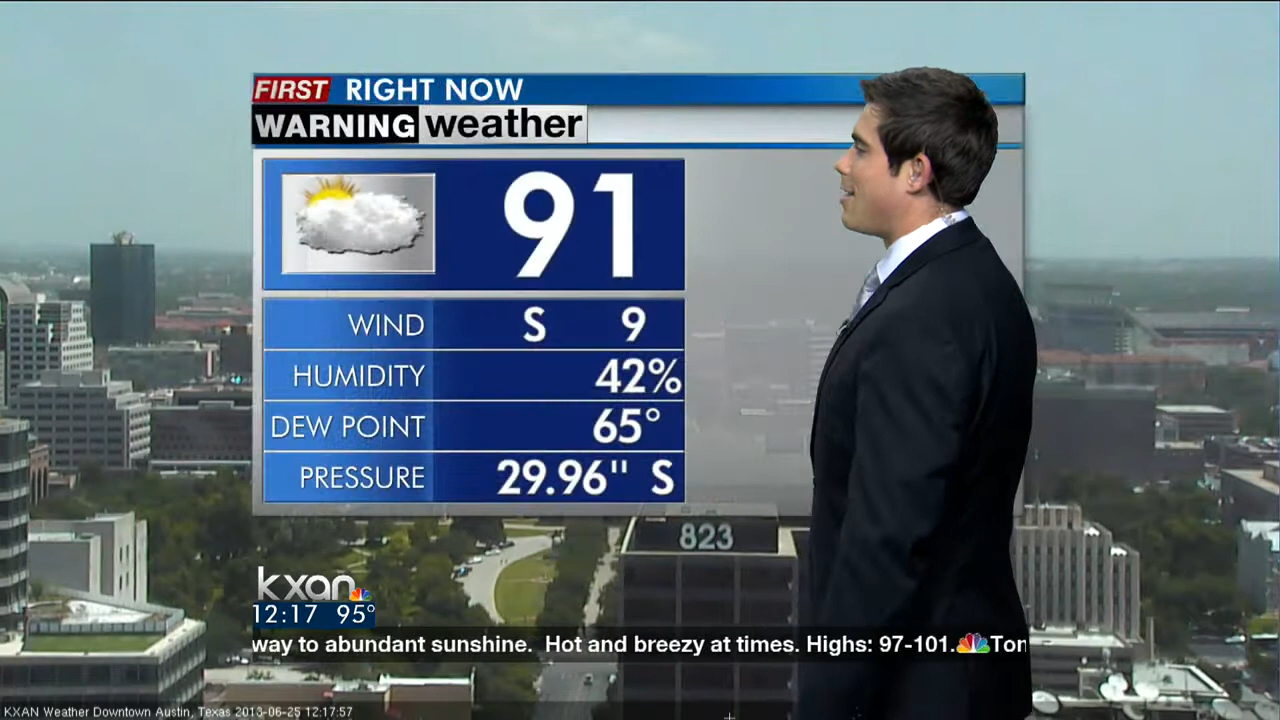 FIRST RIGHT NOW
WARNING weather
91
WIND S 9
HUMIDITY 42%
DEW POINT 65°
PRESSURE 29.96" S
823
kxan
12:17 95°
way to abundant sunshine. Hot and breezy at times. Highs: 97-101. Ton
KXAN Weather Downtown Austin, Texas 2013-06-25 12:17:57